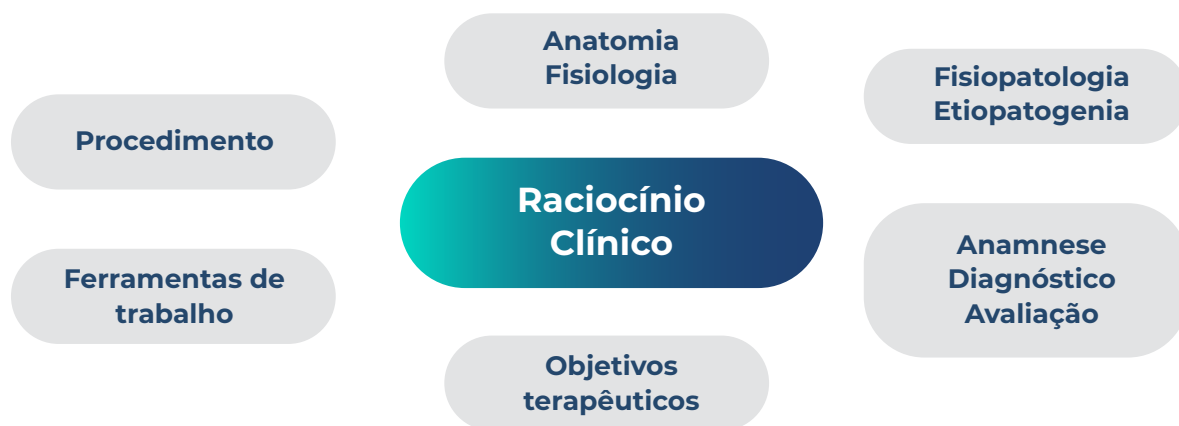 Anatomia
Fisiologia
Fisiopatologia
Etiopatogenia
Procedimento
Raciocínio
Clínico
Anamnese
Diagnóstico
Avaliação
Ferramentas de
trabalho
Objetivos
terapêuticos